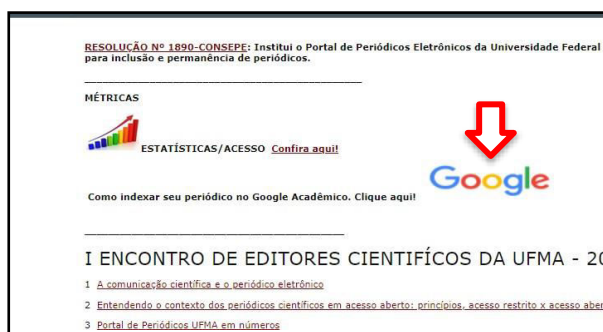 RESOLUÇÃO Nº 1890-CONSEPE: Institui o Portal de Periódicos Eletrônicos da Universidade Federal
para inclusão e permanência de periódicos.
MÉTRICAS
ESTATÍSTICAS/ACESSO Confira aqui!
Google
Como indexar seu periódico no Google Acadêmico. Clique aqui!
I ENCONTRO DE EDITORES CIENTIFÍCOS DA UFMA - 20
1 A comunicação científica e o periódico eletrônico
2 Entendendo o contexto dos periódicos científicos em acesso aberto: princípios, acesso restrito x acesso aber
3 Portal de Periódicos UFMA em números